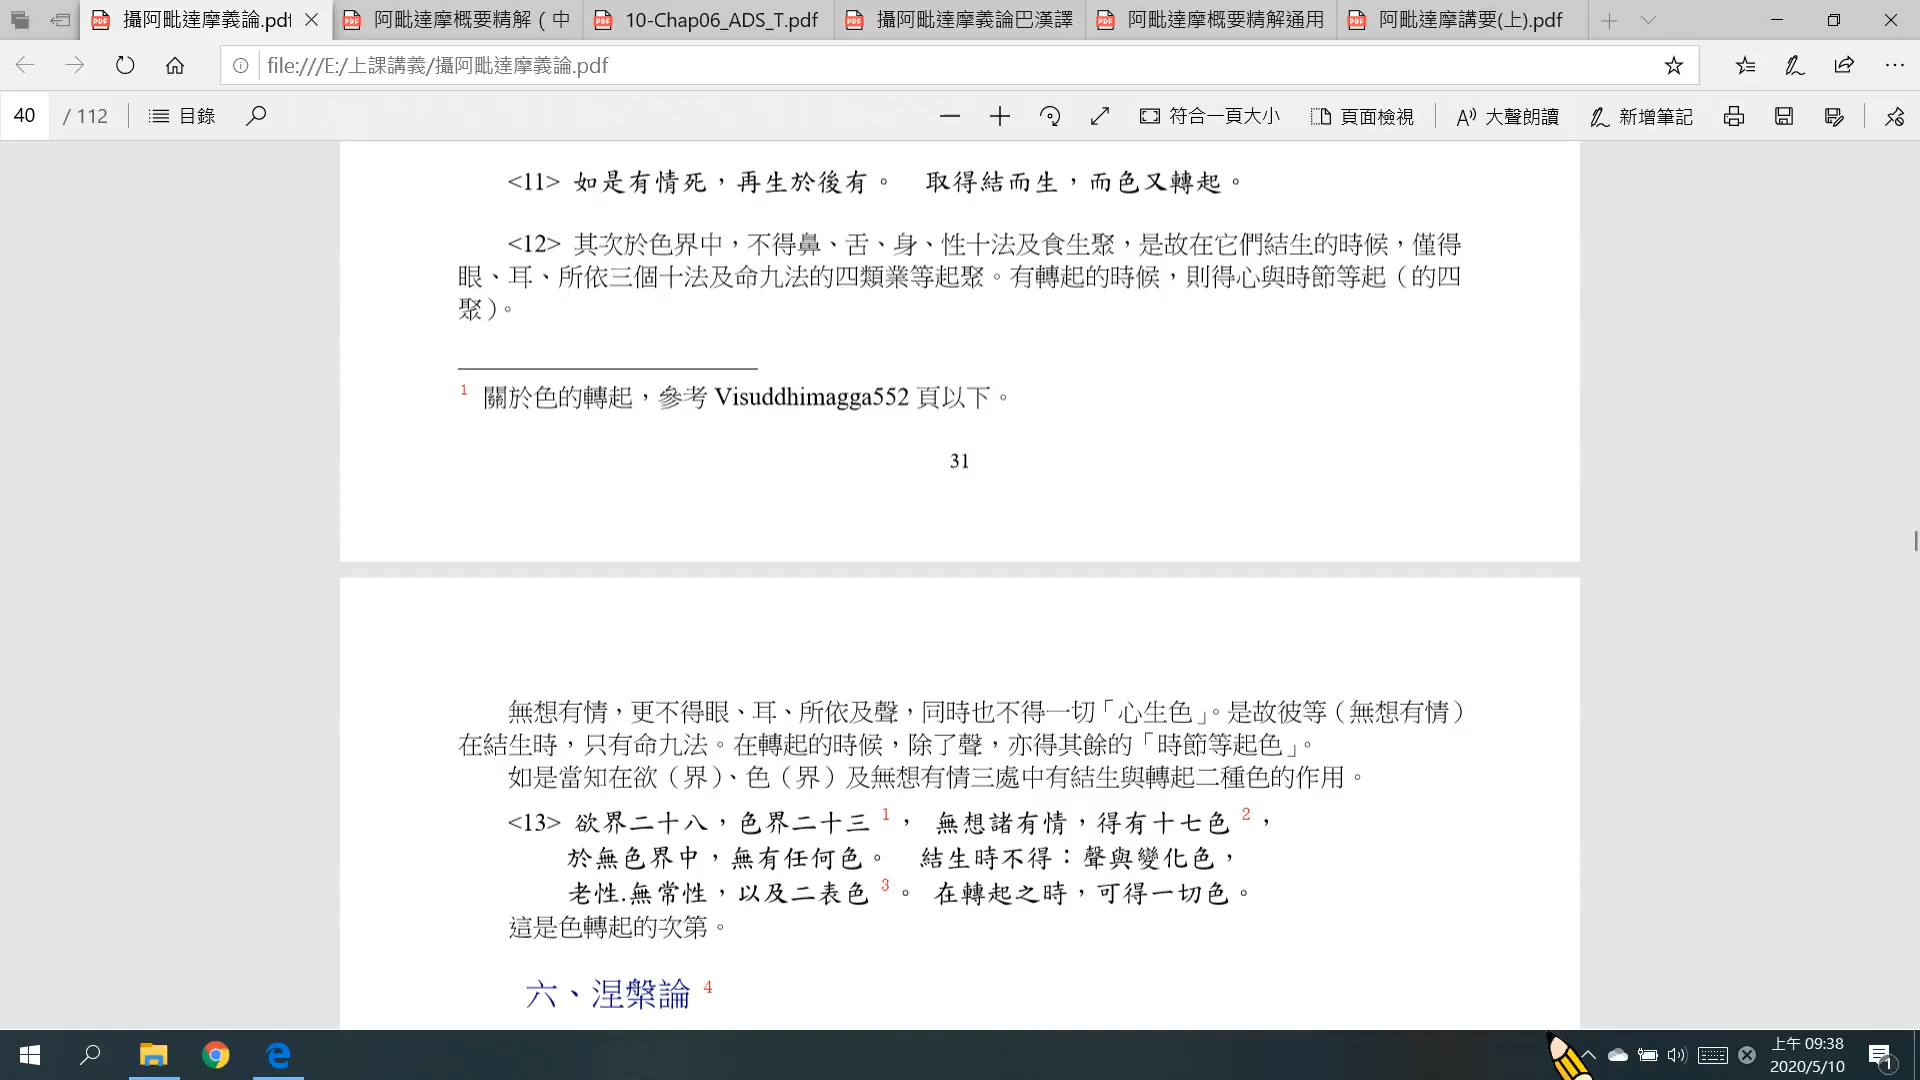 攝阿毗達摩義論.pdf
阿毗達摩概要精解（中
10-Chap06_ADS_T.pdf
攝阿毗達摩義論巴漢譯
阿毗達摩概要精解通用
阿毗達摩講要(上).pdf
file:///E:/上課講義/攝阿毗達摩義論.pdf
40 / 112 目錄 符合一頁大小 頁面檢視 大聲朗讀 新增筆記
<11> 如是有情死，再生於後有。 取得結而生，而色又轉起。
<12> 其次於色界中，不得鼻、舌、身、性十法及食生聚，是故在它們結生的時候，僅得
眼、耳、所依三個十法及命九法的四類業等起聚。有轉起的時候，則得心與時節等起（的四
聚）。
1 關於色的轉起，參考 Visuddhimagga552 頁以下。
31
無想有情，更不得眼、耳、所依及聲，同時也不得一切「心生色」。是故彼等（無想有情）
在結生時，只有命九法。在轉起的時候，除了聲，亦得其餘的「時節等起色」。
如是當知在欲（界）、色（界）及無想有情三處中有結生與轉起二種色的作用。
<13> 欲界二十八，色界二十三 1， 無想諸有情，得有十七色 2，
於無色界中，無有任何色。 結生時不得：聲與變化色，
老性.無常性，以及二表色 3。 在轉起之時，可得一切色。
這是色轉起的次第。
六、涅槃論 4
上午 09:38
2020/5/10
1